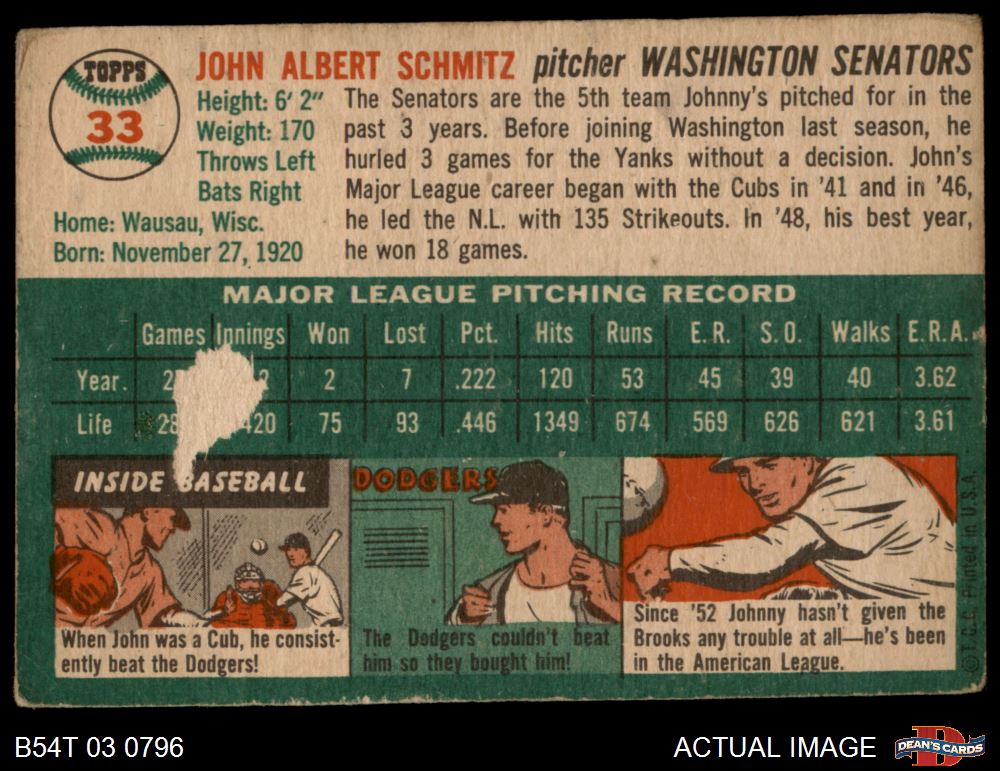 TOPPS
33
JOHN ALBERT SCHMITZ pitcher WASHINGTON SENATORS
Height: 6' 2"
Weight: 170
Throws Left
Bats Right
Home: Wausau, Wisc.
Born: November 27, 1920
The Senators are the 5th team Johnny's pitched for in the
past 3 years. Before joining Washington last season, he
hurled 3 games for the Yanks without a decision. John's
Major League career began with the Cubs in '41 and in '46,
he led the N.L. with 135 Strikeouts. In '48, his best year,
he won 18 games.
MAJOR LEAGUE PITCHING RECORD
Games Innings Won Lost Pct. Hits Runs E.R. S.O. Walks E.R.A.
Year. 2 7 .222 120 53 45 39 40 3.62
Life 75 93 .446 1349 674 569 626 621 3.61
INSIDE BASEBALL
When John was a Cub, he consist-
ently beat the Dodgers!
DODGERS
The Dodgers couldn't beat
him so they bought him!
Since '52 Johnny hasn't given the
Brooks any trouble at all—he's been
in the American League.
© T.C.G. Printed in U.S.A.
B54T 03 0796
ACTUAL IMAGE
DEAN'S CARDS